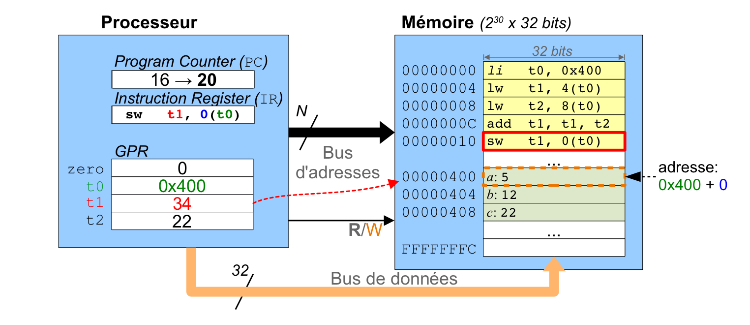 Processeur
Program Counter (PC)
16 → 20
Instruction Register (IR)
sw t1, 0(t0)
GPR
zero 0
t0 0x400
t1 34
t2 22
N
Bus
d'adresses
R/W
32
Bus de données
Mémoire (2³⁰ x 32 bits)
32 bits
00000000 li t0, 0x400
00000004 lw t1, 4(t0)
00000008 lw t2, 8(t0)
0000000C add t1, t1, t2
00000010 sw t1, 0(t0)
...
00000400 a: 5
00000404 b: 12
00000408 c: 22
...
FFFFFFFC
adresse:
0x400 + 0